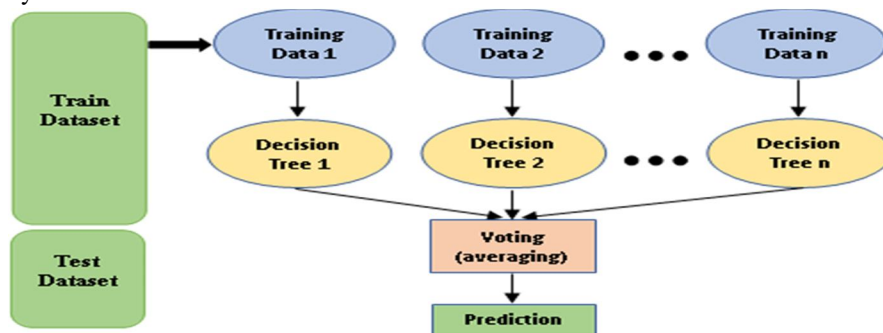 Training
Data 1
Training
Data 2
Training
Data n
Train
Dataset
Decision
Tree 1
Decision
Tree 2
Decision
Tree n
Voting
(averaging)
Test
Dataset
Prediction